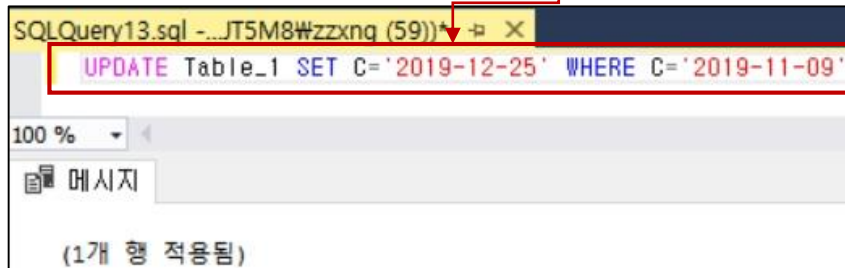 SQLQuery13.sql -...JT5M8₩zzxng (59))*
UPDATE Table_1 SET C='2019-12-25' WHERE C='2019-11-09'
100 %
메시지
(1개 행 적용됨)